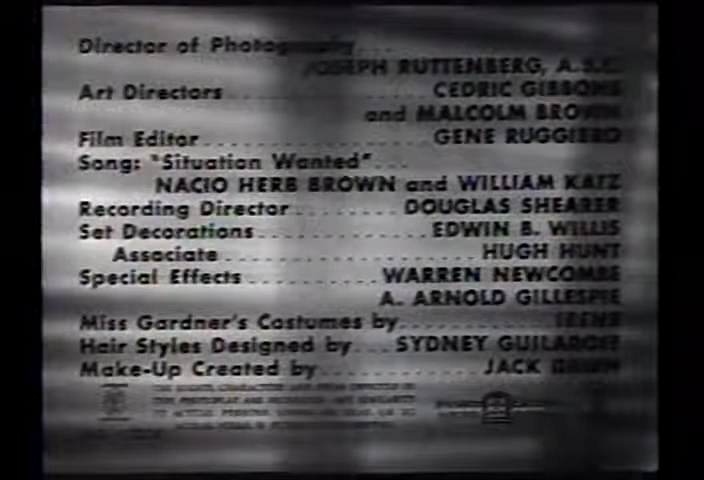 Director of Photography...
JOSEPH RUTTENBERG, A.S.C.
Art Directors..........CEDRIC GIBBONS
and MALCOLM BROWN
Film Editor..........GENE RUGGIERO
Song: "Situation Wanted"...
NACIO HERB BROWN and WILLIAM KATZ
Recording Director........DOUGLAS SHEARER
Set Decorations..........EDWIN B. WILLIS
Associate..........HUGH HUNT
Special Effects..........WARREN NEWCOMBE
A. ARNOLD GILLESPIE
Miss Gardner's Costumes by..........IRENE
Hair Styles Designed by...SYDNEY GUILAROFF
Make-Up Created by..........JACK DAWN